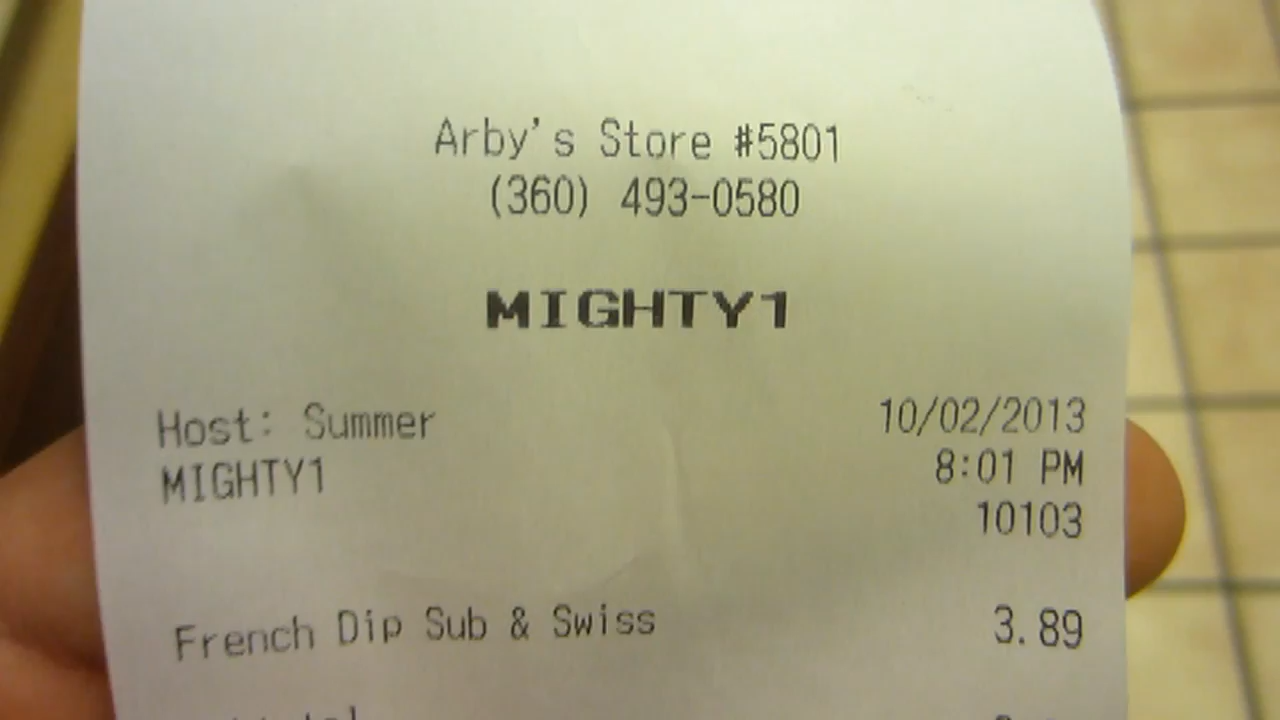 Arby's Store #5801
(360) 493-0580
MIGHTY1
Host: Summer 10/02/2013
MIGHTY1 8:01 PM
10103
French Dip Sub & Swiss 3.89